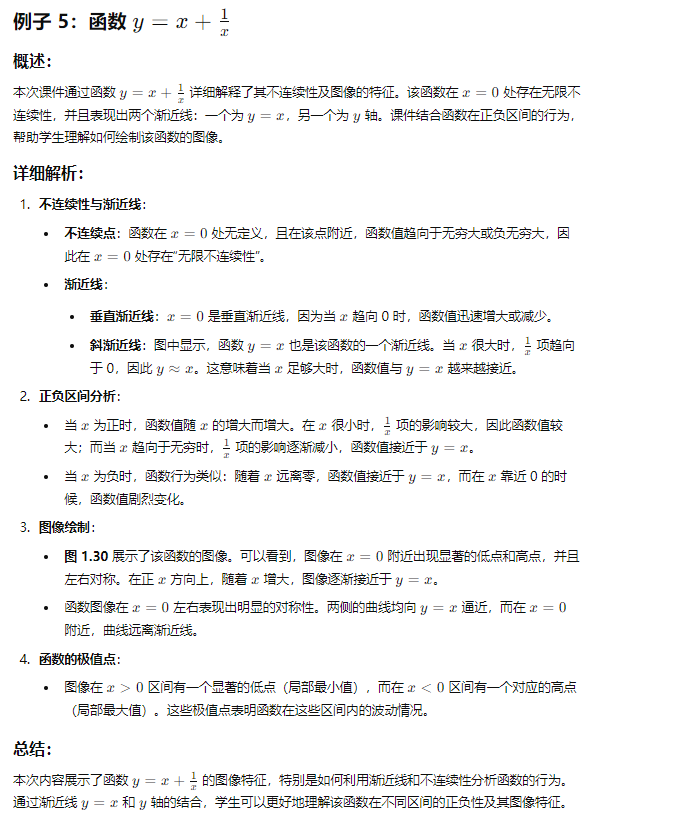 例子 5：函数 y = x + 1/x
概述：
本次课件通过函数 y = x + 1/x 详细解释了其不连续性及图像的特征。该函数在 x = 0 处存在无限不
连续性，并且表现出两个渐近线：一个为 y = x，另一个为 y 轴。课件结合函数在正负区间的行为，
帮助学生理解如何绘制该函数的图像。
详细解析：
1. 不连续性与渐近线：
• 不连续点：函数在 x = 0 处无定义，且在该点附近，函数值趋向于无穷大或负无穷大，因
此在 x = 0 处存在“无限不连续性”。
• 渐近线：
• 垂直渐近线：x = 0 是垂直渐近线，因为当 x 趋向 0 时，函数值迅速增大或减少。
• 斜渐近线：图中显示，函数 y = x 也是该函数的一个渐近线。当 x 很大时，1/x 项趋向
于 0，因此 y ≈ x。这意味着当 x 足够大时，函数值与 y = x 越来越接近。
2. 正负区间分析：
• 当 x 为正时，函数值随 x 的增大而增大。在 x 很小时，1/x 项的影响较大，因此函数值较
大；而当 x 趋向于无穷时，1/x 项的影响逐渐减小，函数值接近于 y = x。
• 当 x 为负时，函数行为类似：随着 x 远离零，函数值接近于 y = x，而在 x 靠近 0 的时
候，函数值剧烈变化。
3. 图像绘制：
• 图 1.30 展示了该函数的图像。可以看到，图像在 x = 0 附近出现显著的低点和高点，并且
左右对称。在正 x 方向上，随着 x 增大，图像逐渐接近于 y = x。
• 函数图像在 x = 0 左右表现出明显的对称性。两侧的曲线均向 y = x 逼近，而在 x = 0
附近，曲线远离渐近线。
4. 函数的极值点：
• 图像在 x > 0 区间有一个显著的低点（局部最小值），而在 x < 0 区间有一个对应的高点
（局部最大值）。这些极值点表明函数在这些区间内的波动情况。
总结：
本次内容展示了函数 y = x + 1/x 的图像特征，特别是如何利用渐近线和不连续性分析函数的行为。
通过渐近线 y = x 和 y 轴的结合，学生可以更好地理解该函数在不同区间的正负性及其图像特征。